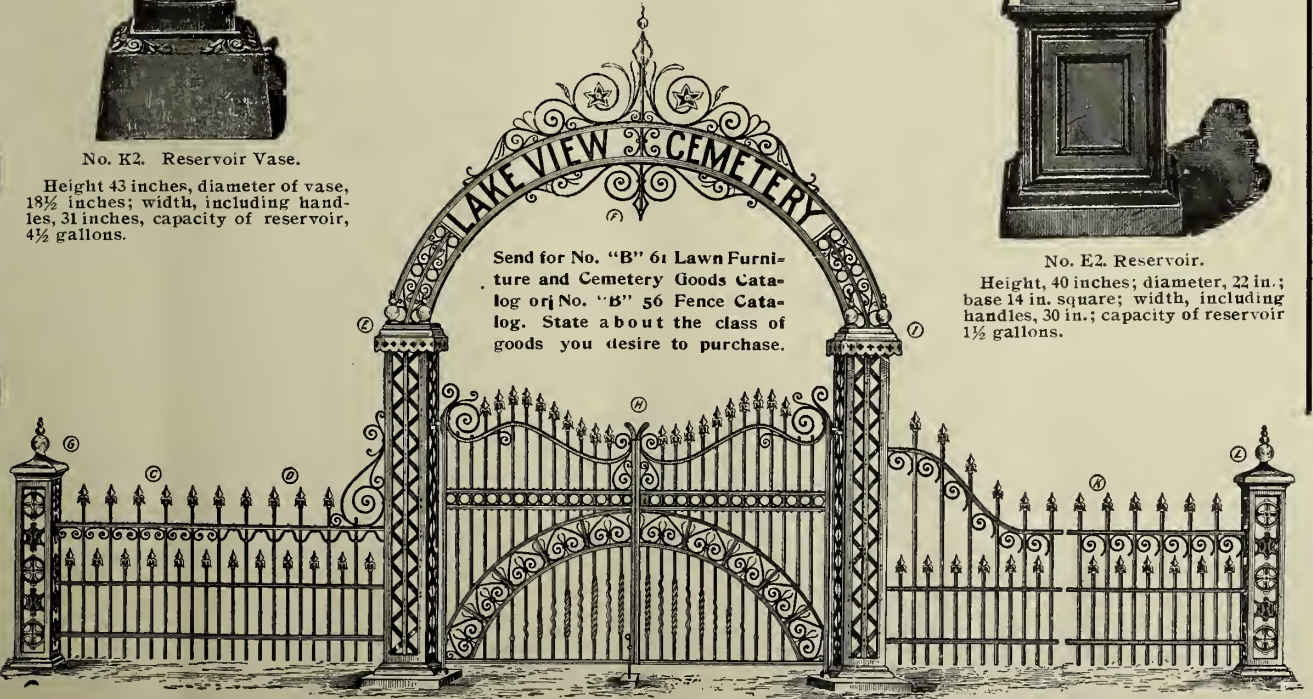 No. K2. Reservoir Vase.
Height 43 inches, diameter of vase,
18½ inches; width, including hand-
les, 31 inches, capacity of reservoir,
4½ gallons.
LAKE VIEW CEMETERY
F
Send for No. "B" 61 Lawn Furni-
ture and Cemetery Goods Cata-
log or No. "B" 56 Fence Cata-
log. State about the class of
goods you desire to purchase.
No. E2. Reservoir.
Height, 40 inches; diameter, 22 in.;
base 14 in. square; width, including
handles, 30 in.; capacity of reservoir
1½ gallons.
E
I
H
G
C
D
K
L